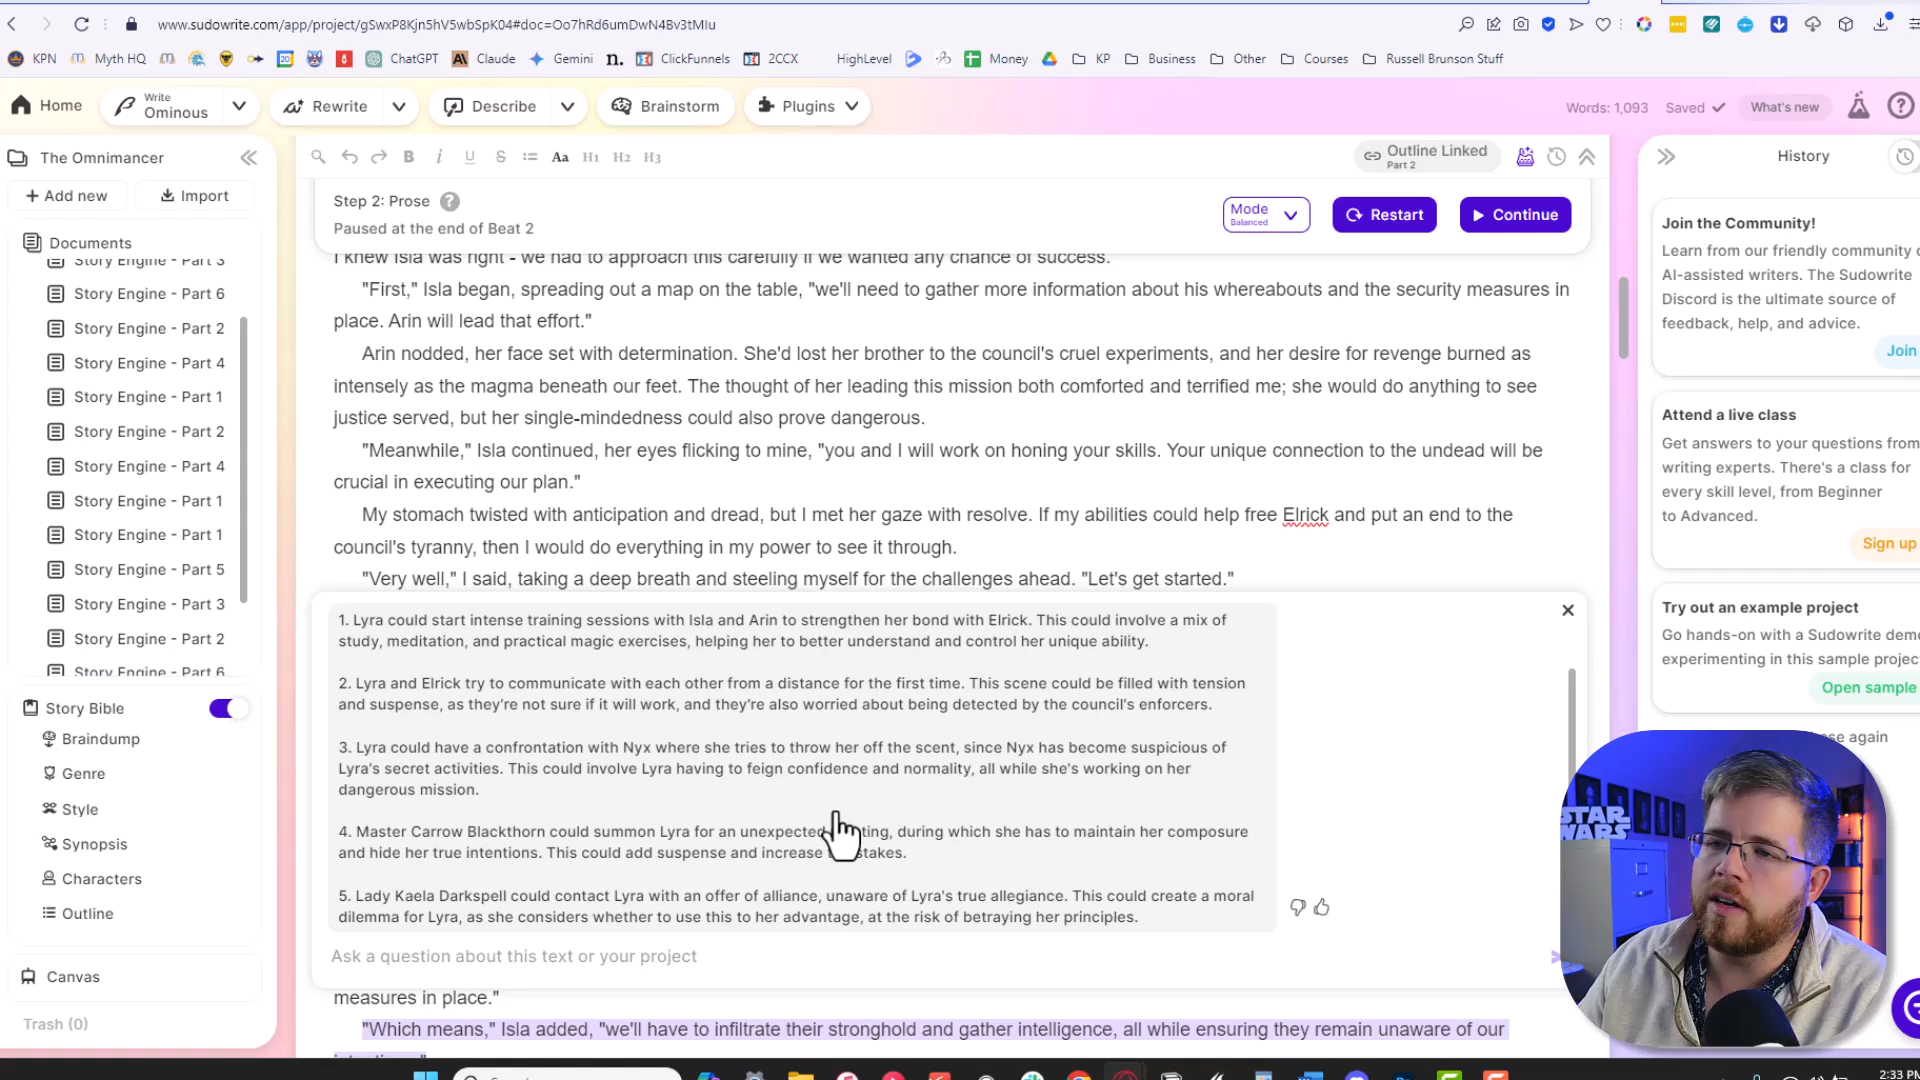 www.sudowrite.com/app/project/gSwxP8Kjn5hV5wbSpK04#doc=Oo7hRd6umDwN4Bv3tMIu
KPN
Myth HQ
20
ChatGPT
Claude
Gemini
n.
ClickFunnels
2CCX
HighLevel
Money
KP
Business
Other
Courses
Russell Brunson Stuff
Home
Write
Ominous
Rewrite
Describe
Brainstorm
Plugins
Words: 1,093
Saved
What's new
The Omnimancer
+ Add new
Import
Documents
Story Engine - Part 3
Story Engine - Part 6
Story Engine - Part 2
Story Engine - Part 4
Story Engine - Part 1
Story Engine - Part 2
Story Engine - Part 4
Story Engine - Part 1
Story Engine - Part 1
Story Engine - Part 5
Story Engine - Part 3
Story Engine - Part 2
Story Engine - Part 6
Story Bible
Braindump
Genre
Style
Synopsis
Characters
Outline
Canvas
Trash (0)
B i U S Aa H1 H2 H3
Outline Linked
Part 2
Step 2: Prose
Paused at the end of Beat 2
Mode
Balanced
Restart
Continue
I knew Isla was right - we had to approach this carefully if we wanted any chance of success.
"First," Isla began, spreading out a map on the table, "we'll need to gather more information about his whereabouts and the security measures in
place. Arin will lead that effort."
Arin nodded, her face set with determination. She'd lost her brother to the council's cruel experiments, and her desire for revenge burned as
intensely as the magma beneath our feet. The thought of her leading this mission both comforted and terrified me; she would do anything to see
justice served, but her single-mindedness could also prove dangerous.
"Meanwhile," Isla continued, her eyes flicking to mine, "you and I will work on honing your skills. Your unique connection to the undead will be
crucial in executing our plan."
My stomach twisted with anticipation and dread, but I met her gaze with resolve. If my abilities could help free Elrick and put an end to the
council's tyranny, then I would do everything in my power to see it through.
"Very well," I said, taking a deep breath and steeling myself for the challenges ahead. "Let's get started."
1. Lyra could start intense training sessions with Isla and Arin to strengthen her bond with Elrick. This could involve a mix of
study, meditation, and practical magic exercises, helping her to better understand and control her unique ability.
2. Lyra and Elrick try to communicate with each other from a distance for the first time. This scene could be filled with tension
and suspense, as they're not sure if it will work, and they're also worried about being detected by the council's enforcers.
3. Lyra could have a confrontation with Nyx where she tries to throw her off the scent, since Nyx has become suspicious of
Lyra's secret activities. This could involve Lyra having to feign confidence and normality, all while she's working on her
dangerous mission.
4. Master Carrow Blackthorn could summon Lyra for an unexpected ting, during which she has to maintain her composure
and hide her true intentions. This could add suspense and increase stakes.
5. Lady Kaela Darkspell could contact Lyra with an offer of alliance, unaware of Lyra's true allegiance. This could create a moral
dilemma for Lyra, as she considers whether to use this to her advantage, at the risk of betraying her principles.
Ask a question about this text or your project
measures in place."
"Which means," Isla added, "we'll have to infiltrate their stronghold and gather intelligence, all while ensuring they remain unaware of our
History
Join the Community!
Learn from our friendly community o
AI-assisted writers. The Sudowrite
Discord is the ultimate source of
feedback, help, and advice.
Join
Attend a live class
Get answers to your questions from
writing experts. There's a class for
every skill level, from Beginner
to Advanced.
Sign up
Try out an example project
Go hands-on with a Sudowrite demo
experimenting in this sample project
Open sample
se again
STAR
WARS
2:33 PM